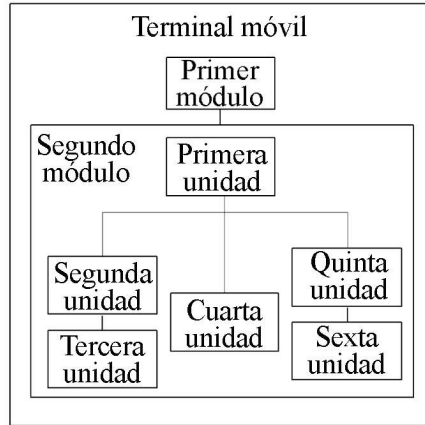 Terminal móvil
Primer
módulo
Segundo
módulo
Primera
unidad
Segunda
unidad
Tercera
unidad
Cuarta
unidad
Quinta
unidad
Sexta
unidad